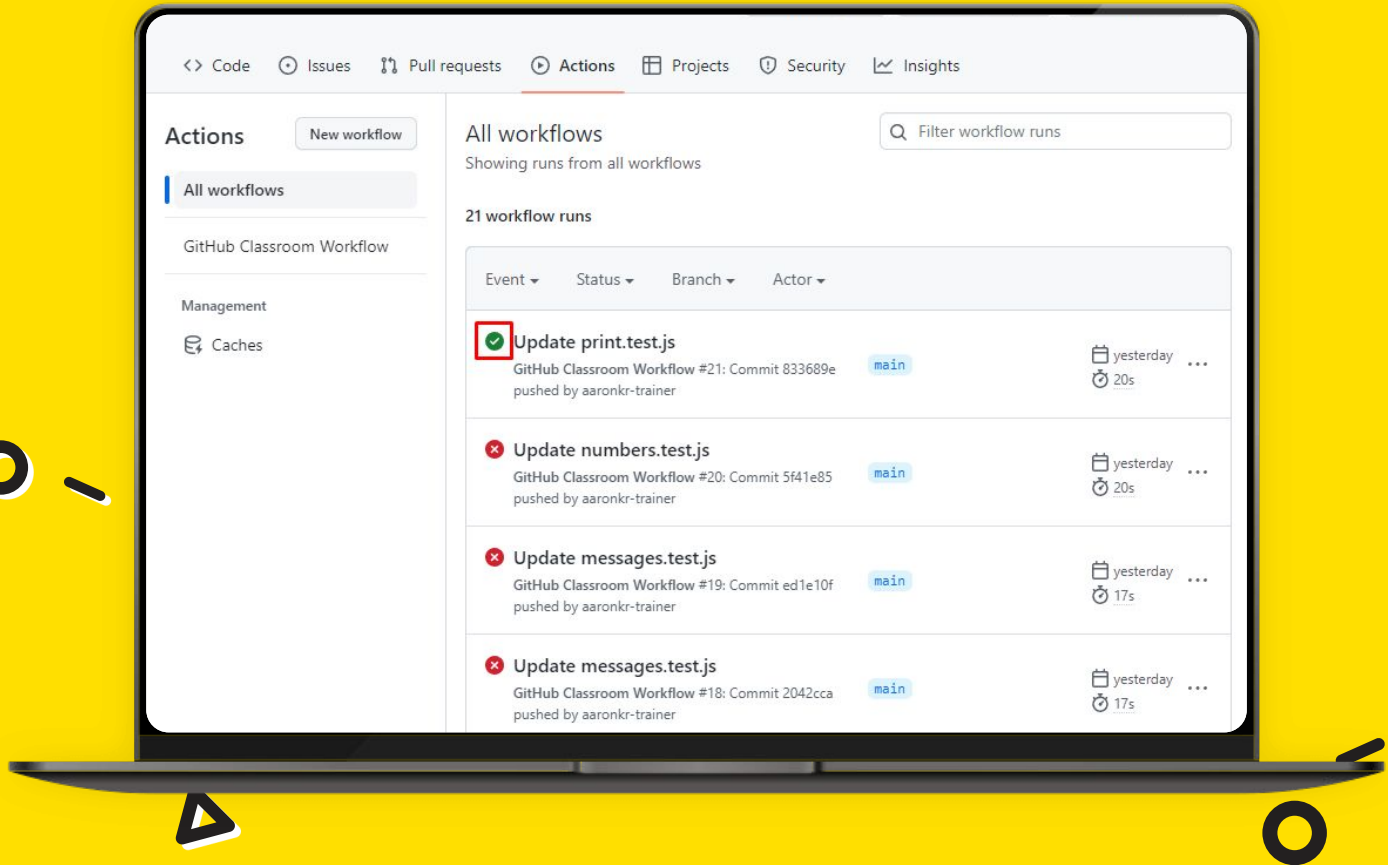 Code Issues Pull requests Actions Projects Security Insights
Actions New workflow
All workflows
GitHub Classroom Workflow
Management
Caches
All workflows
Showing runs from all workflows
Filter workflow runs
21 workflow runs
Event Status Branch Actor
Update print.test.js
GitHub Classroom Workflow #21: Commit 833689e
pushed by aaronkr-trainer
main
yesterday
20s
Update numbers.test.js
GitHub Classroom Workflow #20: Commit 5f41e85
pushed by aaronkr-trainer
main
yesterday
20s
Update messages.test.js
GitHub Classroom Workflow #19: Commit ed1e10f
pushed by aaronkr-trainer
main
yesterday
17s
Update messages.test.js
GitHub Classroom Workflow #18: Commit 2042cca
pushed by aaronkr-trainer
main
yesterday
17s